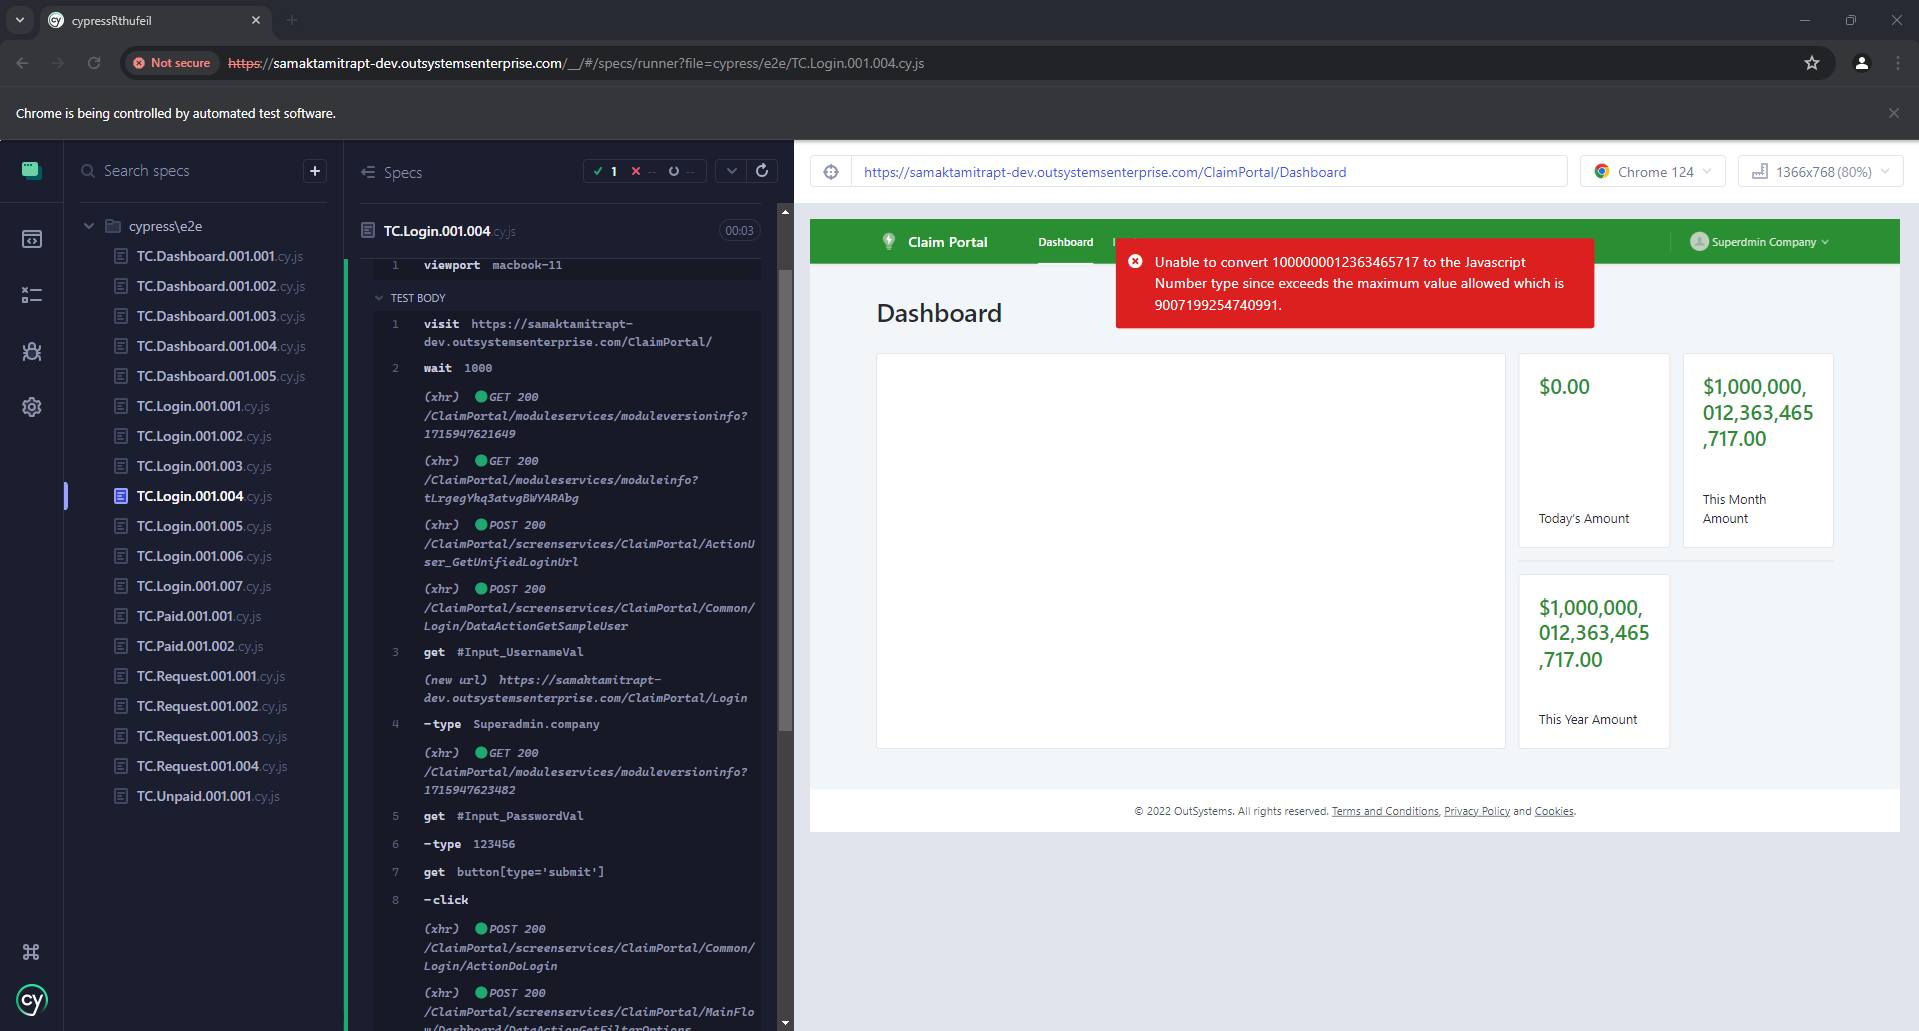 cypressRthufeil
Not secure
https://samaktamitrapt-dev.outsystemsenterprise.com/__/#/specs/runner?file=cypress/e2e/TC.Login.001.004.cy.js
Chrome is being controlled by automated test software.
Search specs
+
cypress\e2e
TC.Dashboard.001.001.cy.js
TC.Dashboard.001.002.cy.js
TC.Dashboard.001.003.cy.js
TC.Dashboard.001.004.cy.js
TC.Dashboard.001.005.cy.js
TC.Login.001.001.cy.js
TC.Login.001.002.cy.js
TC.Login.001.003.cy.js
TC.Login.001.004.cy.js
TC.Login.001.005.cy.js
TC.Login.001.006.cy.js
TC.Login.001.007.cy.js
TC.Paid.001.001.cy.js
TC.Paid.001.002.cy.js
TC.Request.001.001.cy.js
TC.Request.001.002.cy.js
TC.Request.001.003.cy.js
TC.Request.001.004.cy.js
TC.Unpaid.001.001.cy.js
cy
Specs
1 -- --
TC.Login.001.004.cy.js 00:03
1 viewport macbook-11
TEST BODY
1 visit https://samaktamitrapt-
dev.outsystemsenterprise.com/ClaimPortal/
2 wait 1000
(xhr) GET 200
/ClaimPortal/moduleservices/moduleversioninfo?
1715947621649
(xhr) GET 200
/ClaimPortal/moduleservices/moduleinfo?
tLrgegYkq3atvgBWYARAbg
(xhr) POST 200
/ClaimPortal/screenservices/ClaimPortal/ActionU
ser_GetUnifiedLoginUrl
(xhr) POST 200
/ClaimPortal/screenservices/ClaimPortal/Common/
Login/DataActionGetSampleUser
3 get #Input_UsernameVal
(new url) https://samaktamitrapt-
dev.outsystemsenterprise.com/ClaimPortal/Login
4 -type Superadmin.company
(xhr) GET 200
/ClaimPortal/moduleservices/moduleversioninfo?
1715947623482
5 get #Input_PasswordVal
6 -type 123456
7 get button[type='submit']
8 -click
(xhr) POST 200
/ClaimPortal/screenservices/ClaimPortal/Common/
Login/ActionDoLogin
(xhr) POST 200
/ClaimPortal/screenservices/ClaimPortal/MainFlo
w/Dashboard/DataActionGetFilterOptions
https://samaktamitrapt-dev.outsystemsenterprise.com/ClaimPortal/Dashboard
Chrome 124
1366x768 (80%)
Claim Portal
Dashboard
Superdmin Company
Unable to convert 1000000012363465717 to the Javascript
Number type since exceeds the maximum value allowed which is
9007199254740991.
Dashboard
$0.00
Today's Amount
$1,000,000,
012,363,465
,717.00
This Month
Amount
$1,000,000,
012,363,465
,717.00
This Year Amount
© 2022 OutSystems. All rights reserved. Terms and Conditions, Privacy Policy and Cookies.